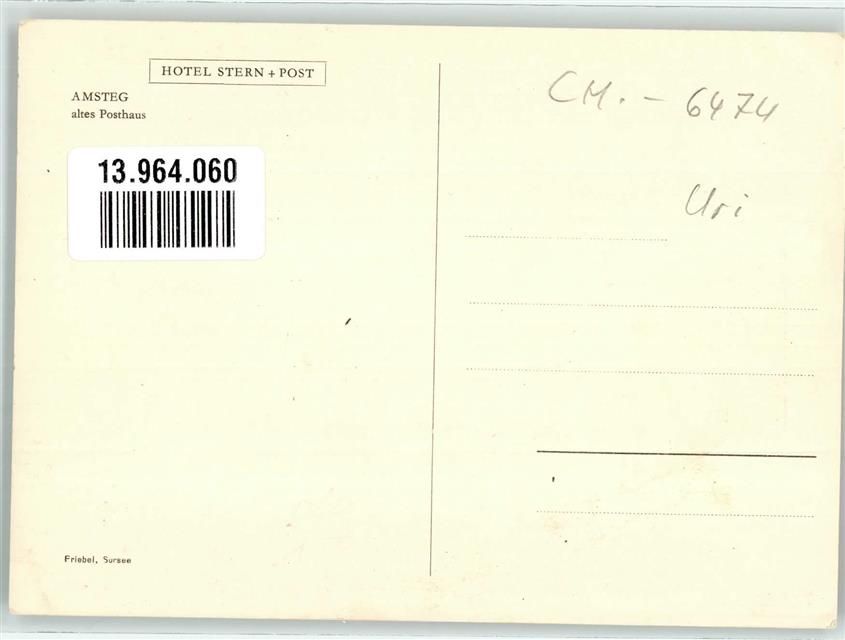 HOTEL STERN + POST
AMSTEG
altes Posthaus
13.964.060
CH. - 6474
Uri
Friebel, Sursee